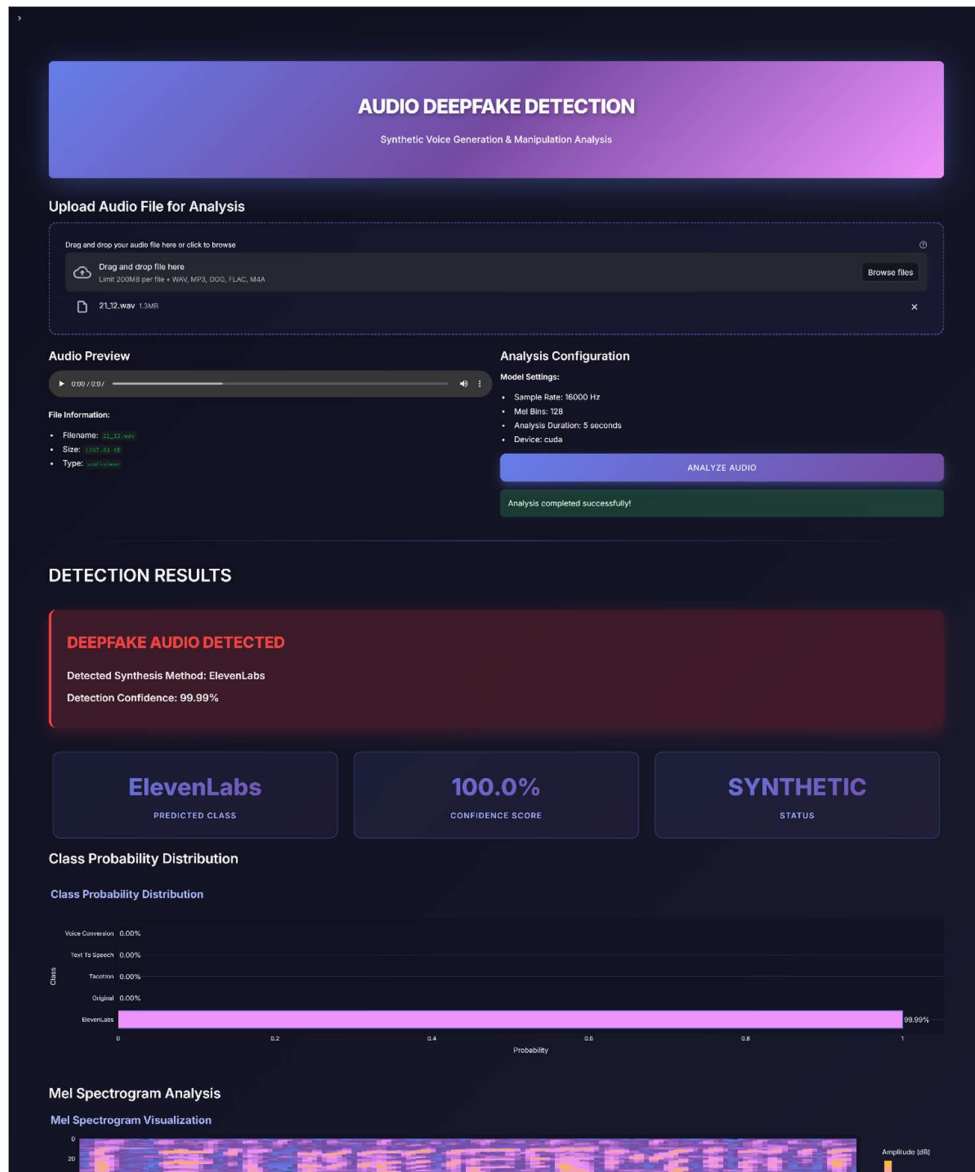 AUDIO DEEPFAKE DETECTION
Synthetic Voice Generation & Manipulation Analysis
Upload Audio File for Analysis
Drag and drop your audio file here or click to browse
Drag and drop file here
Limit 200MB per file • WAV, MP3, OGG, FLAC, M4A
Browse files
21_12.wav 1.3MB
Audio Preview
0:00 / 0:07
File Information:
• Filename: 21_12.wav
• Size: KB
• Type: audio/wav
Analysis Configuration
Model Settings:
• Sample Rate: 16000 Hz
• Mel Bins: 128
• Analysis Duration: 5 seconds
• Device: cuda
ANALYZE AUDIO
Analysis completed successfully!
DETECTION RESULTS
DEEPFAKE AUDIO DETECTED
Detected Synthesis Method: ElevenLabs
Detection Confidence: 99.99%
ElevenLabs
PREDICTED CLASS
100.0%
CONFIDENCE SCORE
SYNTHETIC
STATUS
Class Probability Distribution
Class Probability Distribution
Class
Voice Conversion 0.00%
Text To Speech 0.00%
Tacotron 0.00%
Original 0.00%
ElevenLabs 99.99%
0 0.2 0.4 0.6 0.8 1
Probability
Mel Spectrogram Analysis
Mel Spectrogram Visualization
0
20
Amplitude (dB)